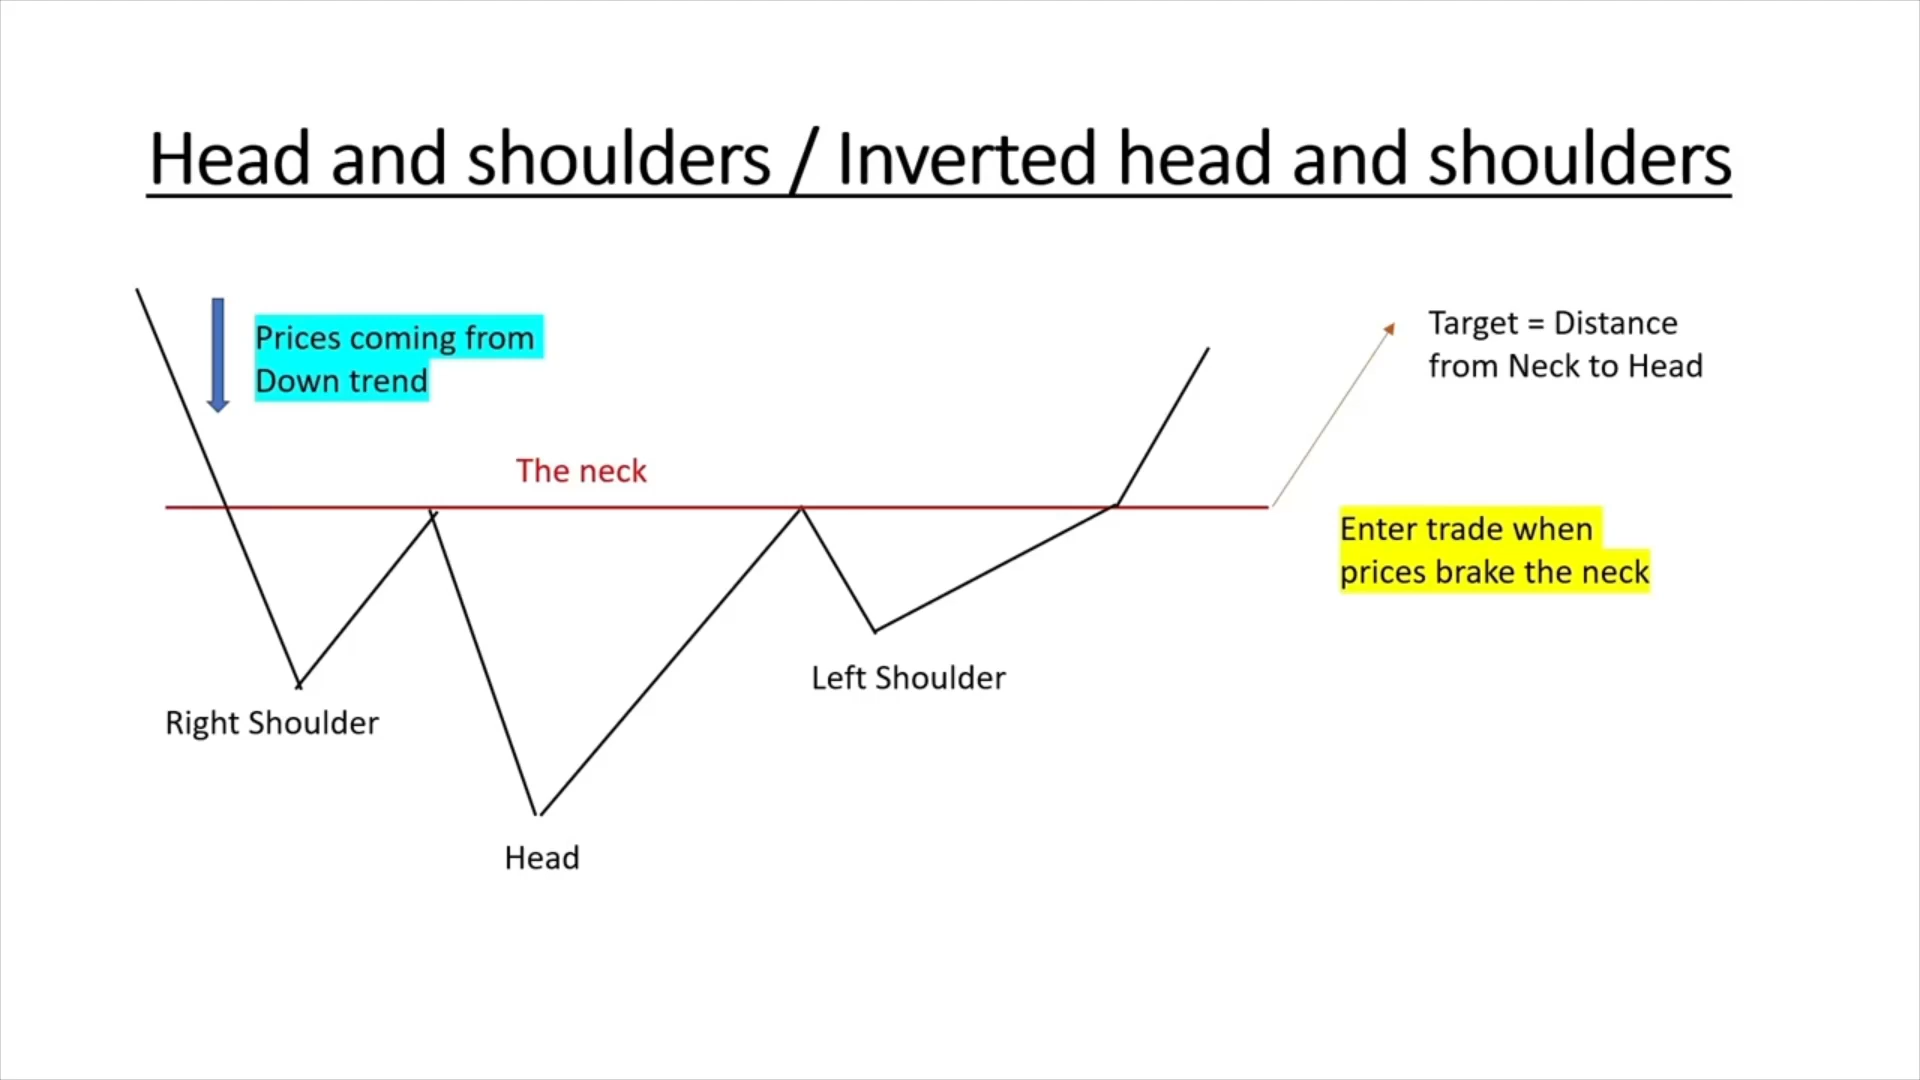 Head and shoulders / Inverted head and shoulders
Prices coming from
Down trend
Target = Distance
from Neck to Head
The neck
Enter trade when
prices brake the neck
Left Shoulder
Right Shoulder
Head